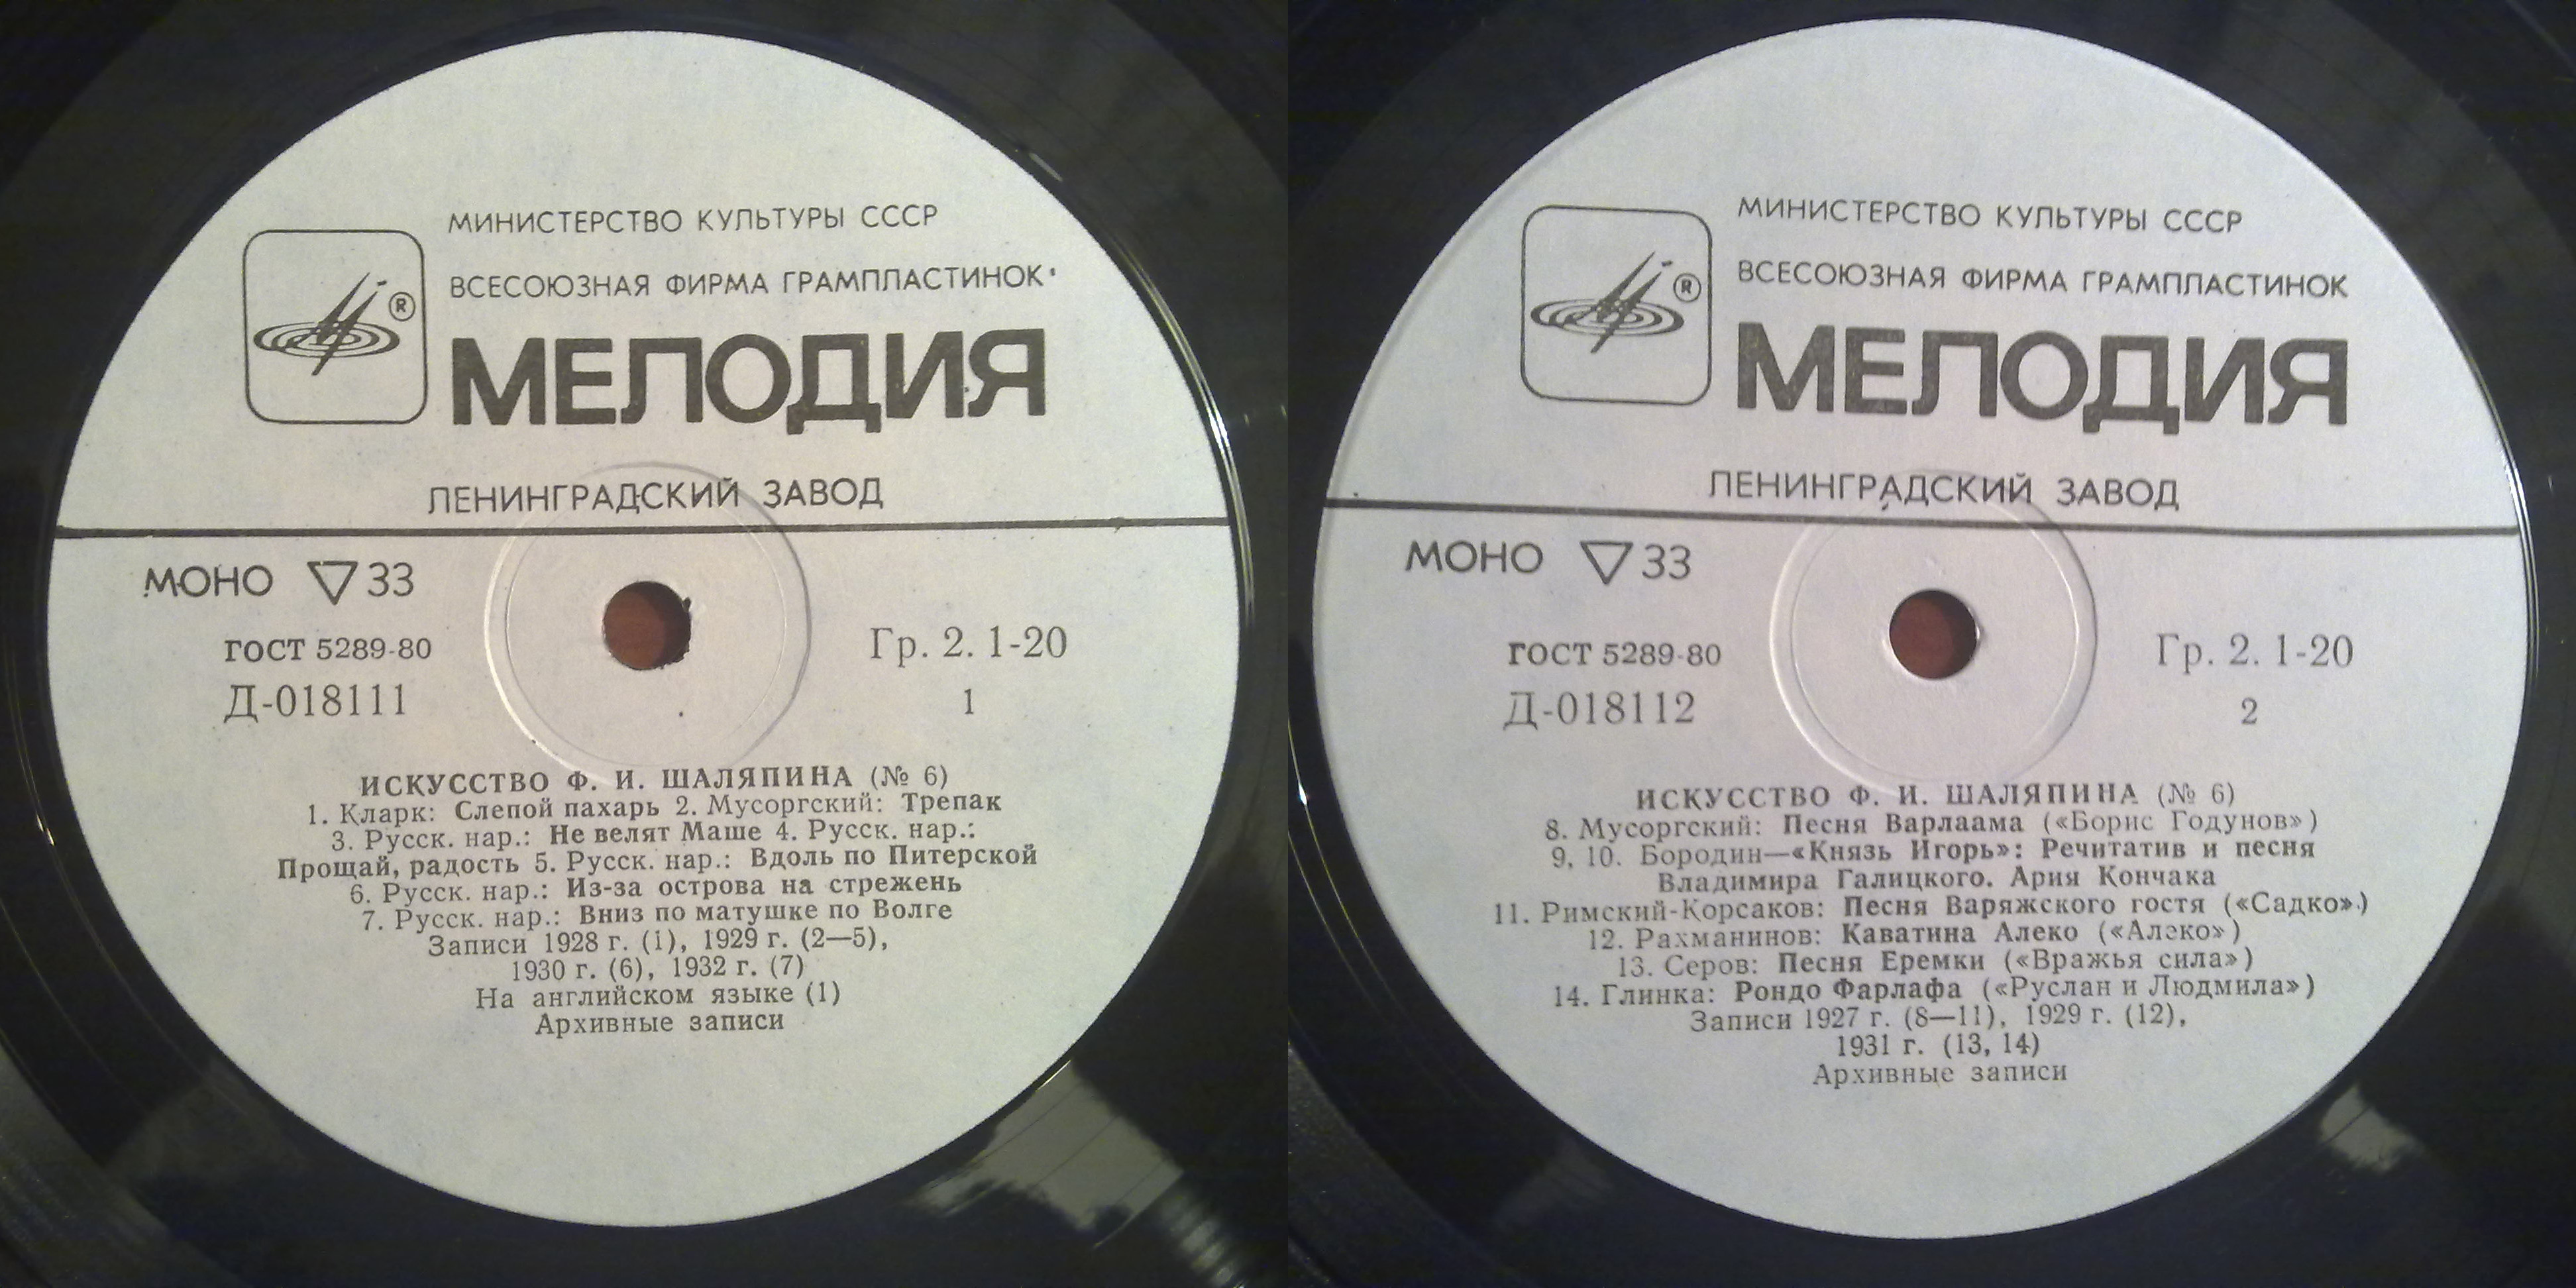 МИНИСТЕРСТВО КУЛЬТУРЫ СССР
ВСЕСОЮЗНАЯ ФИРМА ГРАМПЛАСТИНОК
®
МЕЛОДИЯ
ЛЕНИНГРАДСКИЙ ЗАВОД
МОНО ▽ 33
ГОСТ 5289-80
Гр. 2. 1-20
Д-018111
1
ИСКУССТВО Ф. И. ШАЛЯПИНА (№ 6)
1. Кларк: Слепой пахарь 2. Мусоргский: Трепак
3. Русск. нар.: Не велят Маше 4. Русск. нар.:
Прощай, радость 5. Русск. нар.: Вдоль по Питерской
6. Русск. нар.: Из-за острова на стрежень
7. Русск. нар.: Вниз по матушке по Волге
Записи 1928 г. (1), 1929 г. (2—5),
1930 г. (6), 1932 г. (7)
На английском языке (1)
Архивные записи
МИНИСТЕРСТВО КУЛЬТУРЫ СССР
ВСЕСОЮЗНАЯ ФИРМА ГРАМПЛАСТИНОК
®
МЕЛОДИЯ
ЛЕНИНГРАДСКИЙ ЗАВОД
МОНО ▽ 33
ГОСТ 5289-80
Гр. 2. 1-20
Д-018112
2
ИСКУССТВО Ф. И. ШАЛЯПИНА (№ 6)
8. Мусоргский: Песня Варлаама («Борис Годунов»)
9, 10. Бородин—«Князь Игорь»: Речитатив и песня
Владимира Галицкого. Ария Кончака
11. Римский-Корсаков: Песня Варяжского гостя («Садко»)
12. Рахманинов: Каватина Алеко («Алеко»)
13. Серов: Песня Еремки («Вражья сила»)
14. Глинка: Рондо Фарлафа («Руслан и Людмила»)
Записи 1927 г. (8—11), 1929 г. (12),
1931 г. (13, 14)
Архивные записи